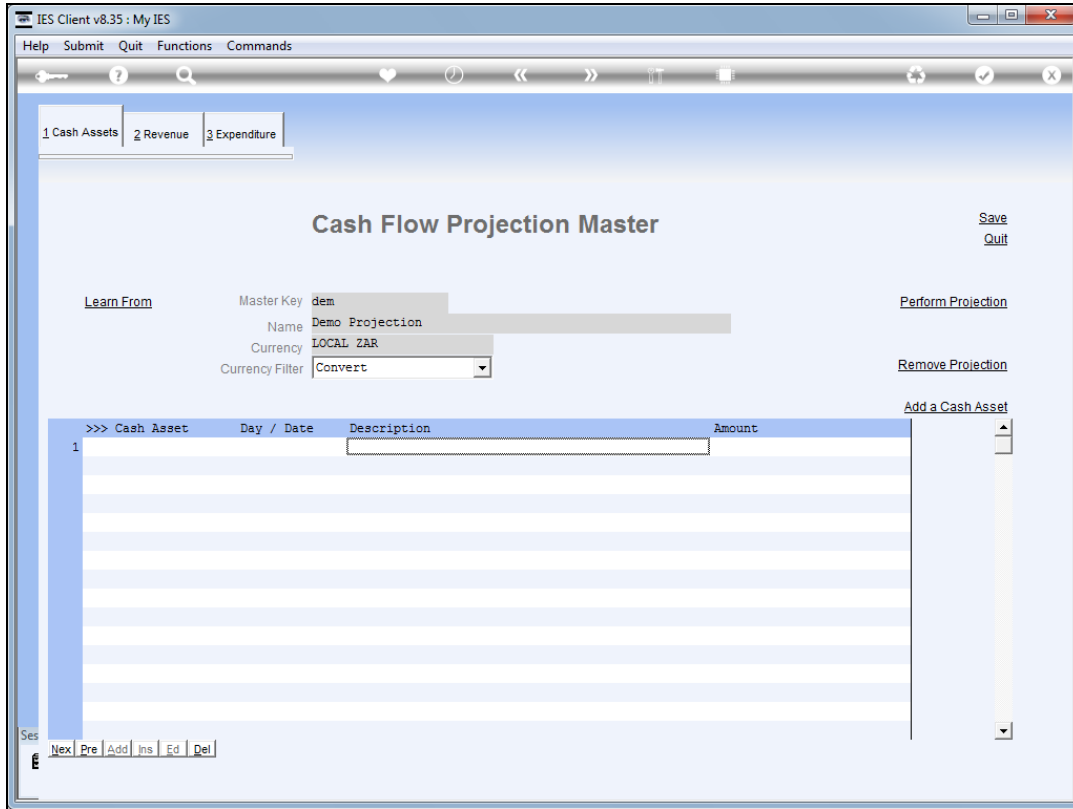 IES Client v8.35 : My IES
Help Submit Quit Functions Commands
1 Cash Assets 2 Revenue 3 Expenditure
Cash Flow Projection Master
Save
Quit
Learn From Master Key dem Perform Projection
Name Demo Projection
Currency LOCAL ZAR
Currency Filter Convert Remove Projection
Add a Cash Asset
>>> Cash Asset Day / Date Description Amount
1
Ses
Nex Pre Add Ins Ed Del